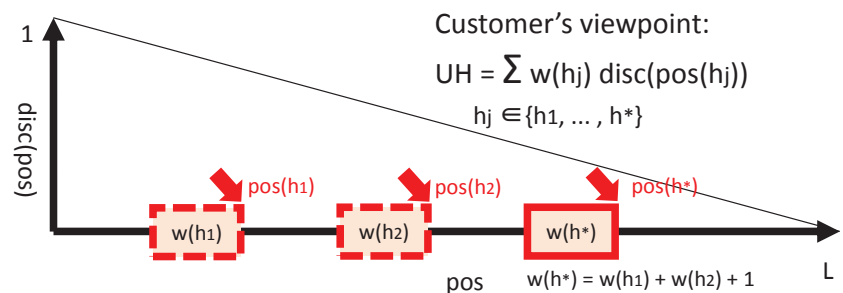 Customer's viewpoint:
1
UH = Σ w(hj) disc(pos(hj))
hj ∈{h1, ... , h*}
disc(pos)
pos(h1)
pos(h2)
pos(h*)
w(h1)
w(h2)
w(h*)
pos
w(h*) = w(h1) + w(h2) + 1
L